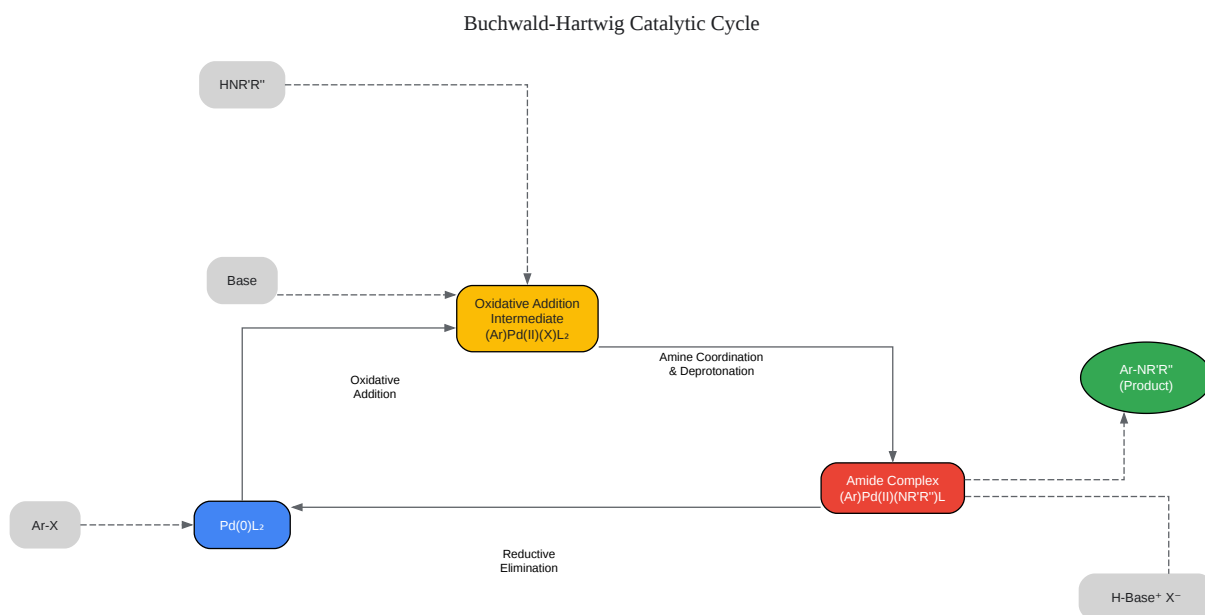 Buchwald-Hartwig Catalytic Cycle
HNR'R"
Base
Oxidative Addition
Intermediate
(Ar)Pd(II)(X)L₂
Amine Coordination
& Deprotonation
Oxidative
Addition
Ar-NR'R"
(Product)
Amide Complex
(Ar)Pd(II)(NR'R")L
Ar-X
Pd(0)L₂
Reductive
Elimination
H-Base⁺ X⁻